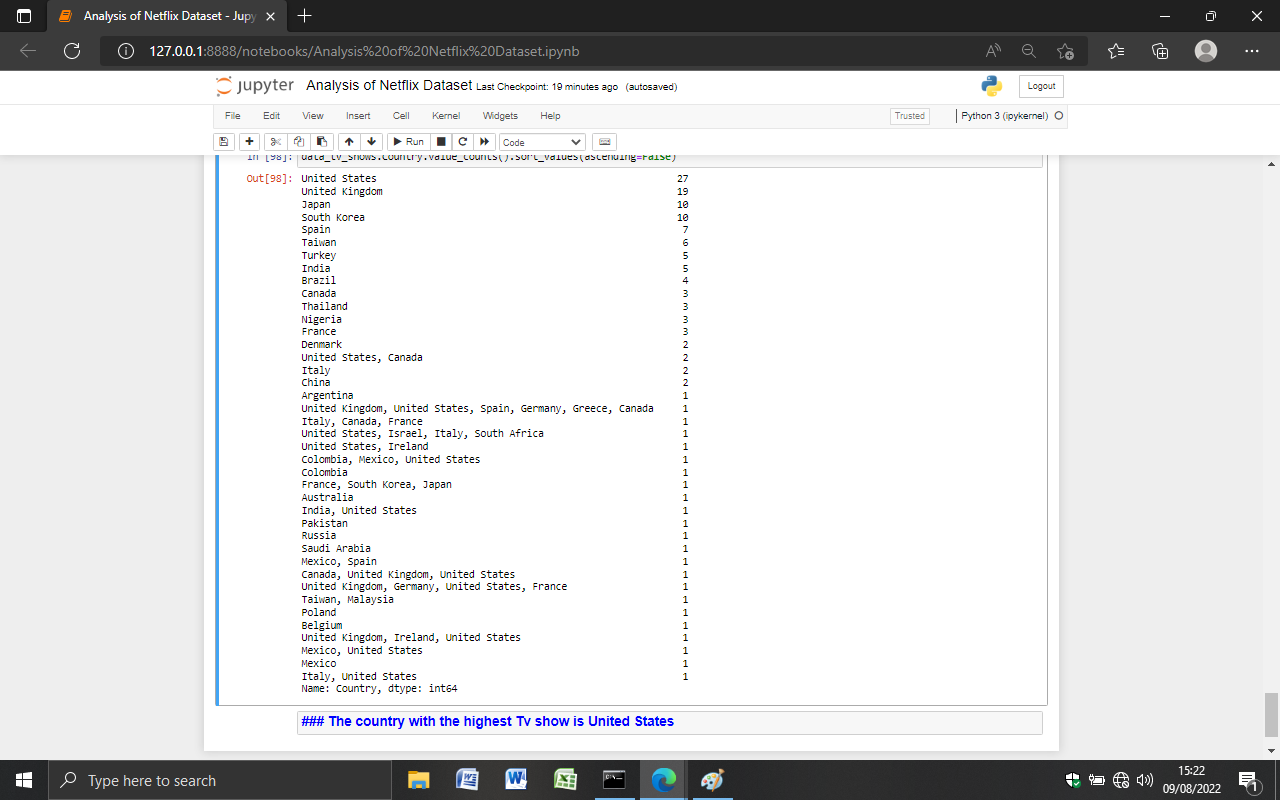 Analysis of Netflix Dataset - Jupy
127.0.0.1:8888/notebooks/Analysis%20of%20Netflix%20Dataset.ipynb
jupyter Analysis of Netflix Dataset Last Checkpoint: 19 minutes ago (autosaved)
Logout
File Edit View Insert Cell Kernel Widgets Help
Trusted
Python 3 (ipykernel)
Run
Code
In [98]: data_tv_shows.Country.value_counts().sort_values(ascending=False)
Out[98]: United States 27
United Kingdom 19
Japan 10
South Korea 10
Spain 7
Taiwan 6
Turkey 5
India 5
Brazil 4
Canada 3
Thailand 3
Nigeria 3
France 3
Denmark 2
United States, Canada 2
Italy 2
China 2
Argentina 1
United Kingdom, United States, Spain, Germany, Greece, Canada 1
Italy, Canada, France 1
United States, Israel, Italy, South Africa 1
United States, Ireland 1
Colombia, Mexico, United States 1
Colombia 1
France, South Korea, Japan 1
Australia 1
India, United States 1
Pakistan 1
Russia 1
Saudi Arabia 1
Mexico, Spain 1
Canada, United Kingdom, United States 1
United Kingdom, Germany, United States, France 1
Taiwan, Malaysia 1
Poland 1
Belgium 1
United Kingdom, Ireland, United States 1
Mexico, United States 1
Mexico 1
Italy, United States 1
Name: Country, dtype: int64
### The country with the highest Tv show is United States
Type here to search
15:22
09/08/2022
1